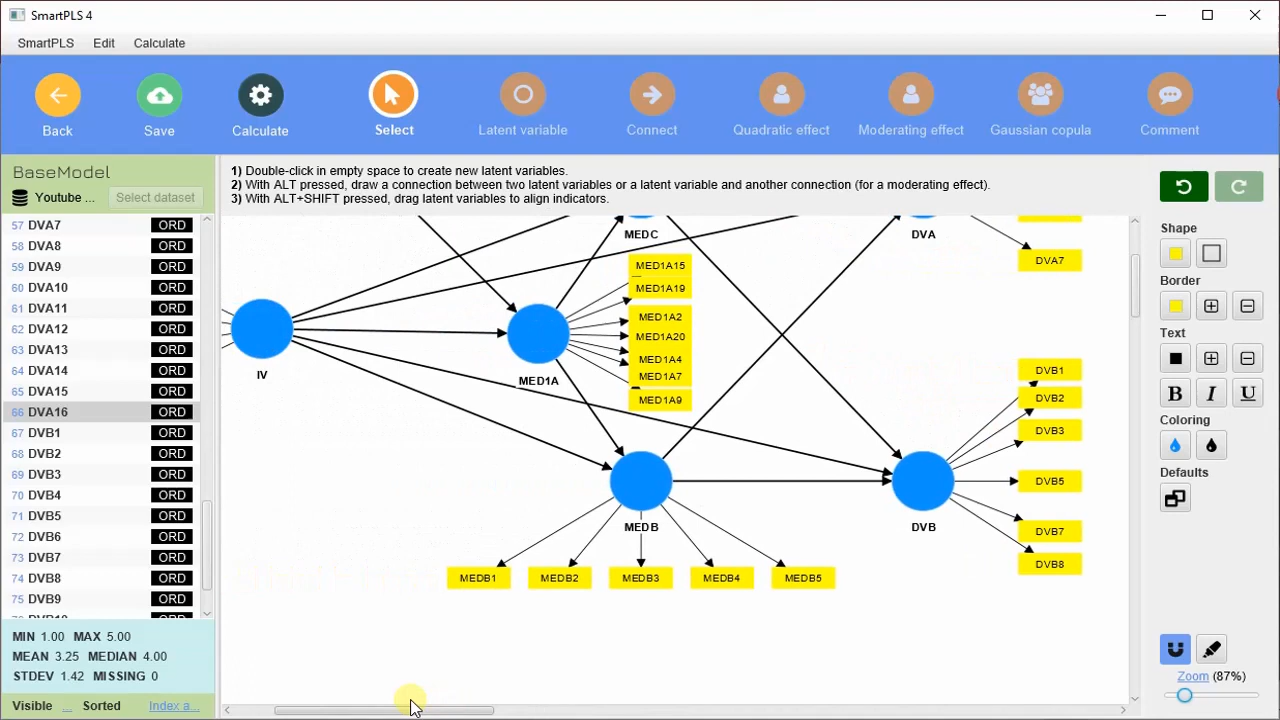 SmartPLS 4
SmartPLS Edit Calculate
Back Save Calculate Select Latent variable Connect Quadratic effect Moderating effect Gaussian copula Comment
BaseModel
Youtube ... Select dataset
57 DVA7 ORD
58 DVA8 ORD
59 DVA9 ORD
60 DVA10 ORD
61 DVA11 ORD
62 DVA12 ORD
63 DVA13 ORD
64 DVA14 ORD
65 DVA15 ORD
66 DVA16 ORD
67 DVB1 ORD
68 DVB2 ORD
69 DVB3 ORD
70 DVB4 ORD
71 DVB5 ORD
72 DVB6 ORD
73 DVB7 ORD
74 DVB8 ORD
75 DVB9 ORD
MIN 1.00 MAX 5.00
MEAN 3.25 MEDIAN 4.00
STDEV 1.42 MISSING 0
Visible ... Sorted Index a...
1) Double-click in empty space to create new latent variables.
2) With ALT pressed, draw a connection between two latent variables or a latent variable and another connection (for a moderating effect).
3) With ALT+SHIFT pressed, drag latent variables to align indicators.
MEDC
DVA
DVA7
MED1A15
MED1A19
MED1A2
MED1A20
MED1A4
MED1A7
MED1A9
IV
MED1A
DVB1
DVB2
DVB3
DVB5
DVB7
DVB8
MEDB
DVB
MEDB1 MEDB2 MEDB3 MEDB4 MEDB5
Shape
Border
Text
B I U
Coloring
Defaults
Zoom (87%)